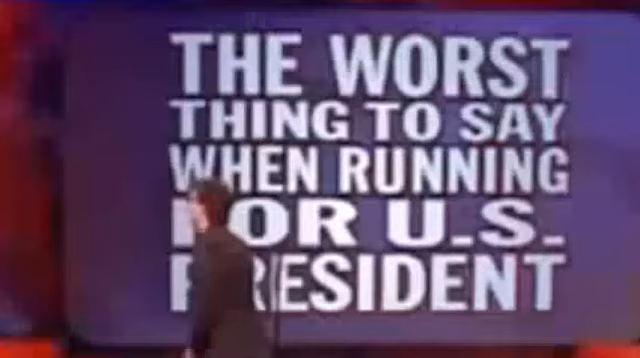 THE WORST
THING TO SAY
WHEN RUNNING
FOR U.S.
PRESIDENT